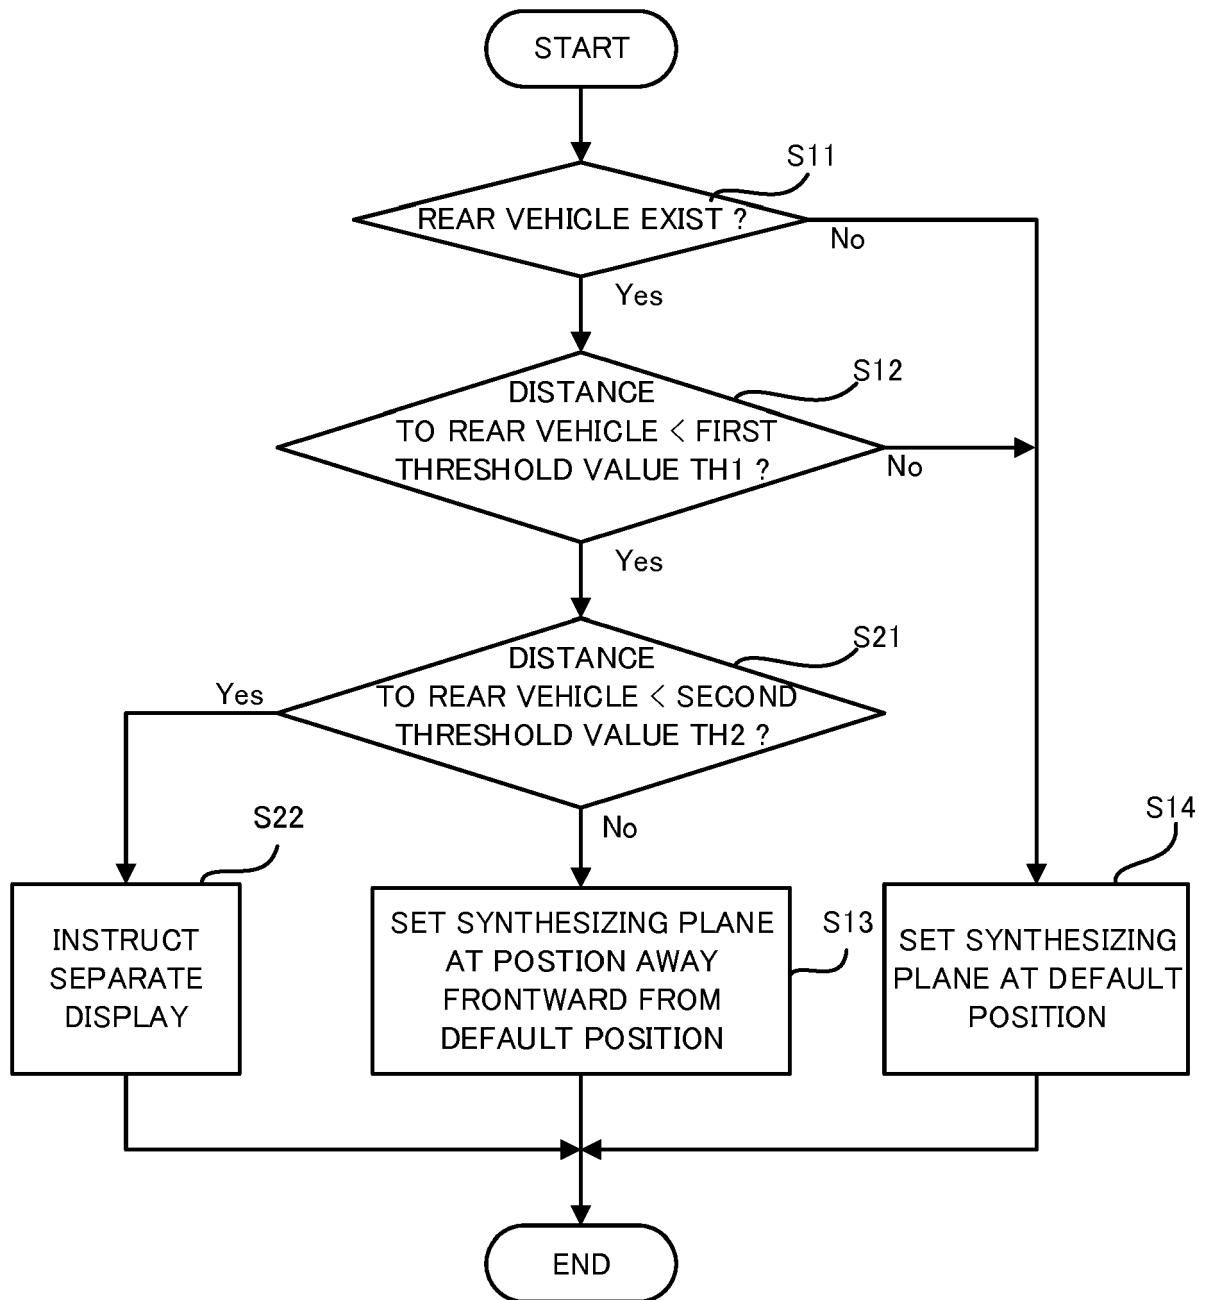 START
S11
REAR VEHICLE EXIST ?
No
Yes
S12
DISTANCE
TO REAR VEHICLE < FIRST
THRESHOLD VALUE TH1 ?
No
Yes
S21
DISTANCE
TO REAR VEHICLE < SECOND
THRESHOLD VALUE TH2 ?
Yes
No
S22
INSTRUCT
SEPARATE
DISPLAY
S13
SET SYNTHESIZING PLANE
AT POSTION AWAY
FRONTWARD FROM
DEFAULT POSITION
S14
SET SYNTHESIZING
PLANE AT DEFAULT
POSITION
END